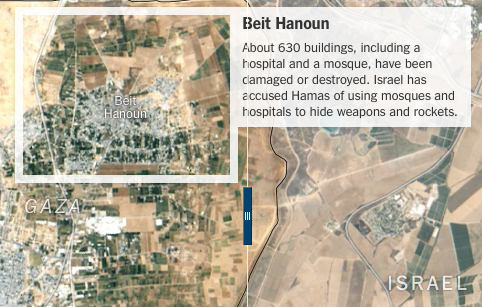 Beit Hanoun
About 630 buildings, including a
hospital and a mosque, have been
damaged or destroyed. Israel has
accused Hamas of using mosques and
hospitals to hide weapons and rockets.
Beit
Hanoun
GAZA
ISRAEL